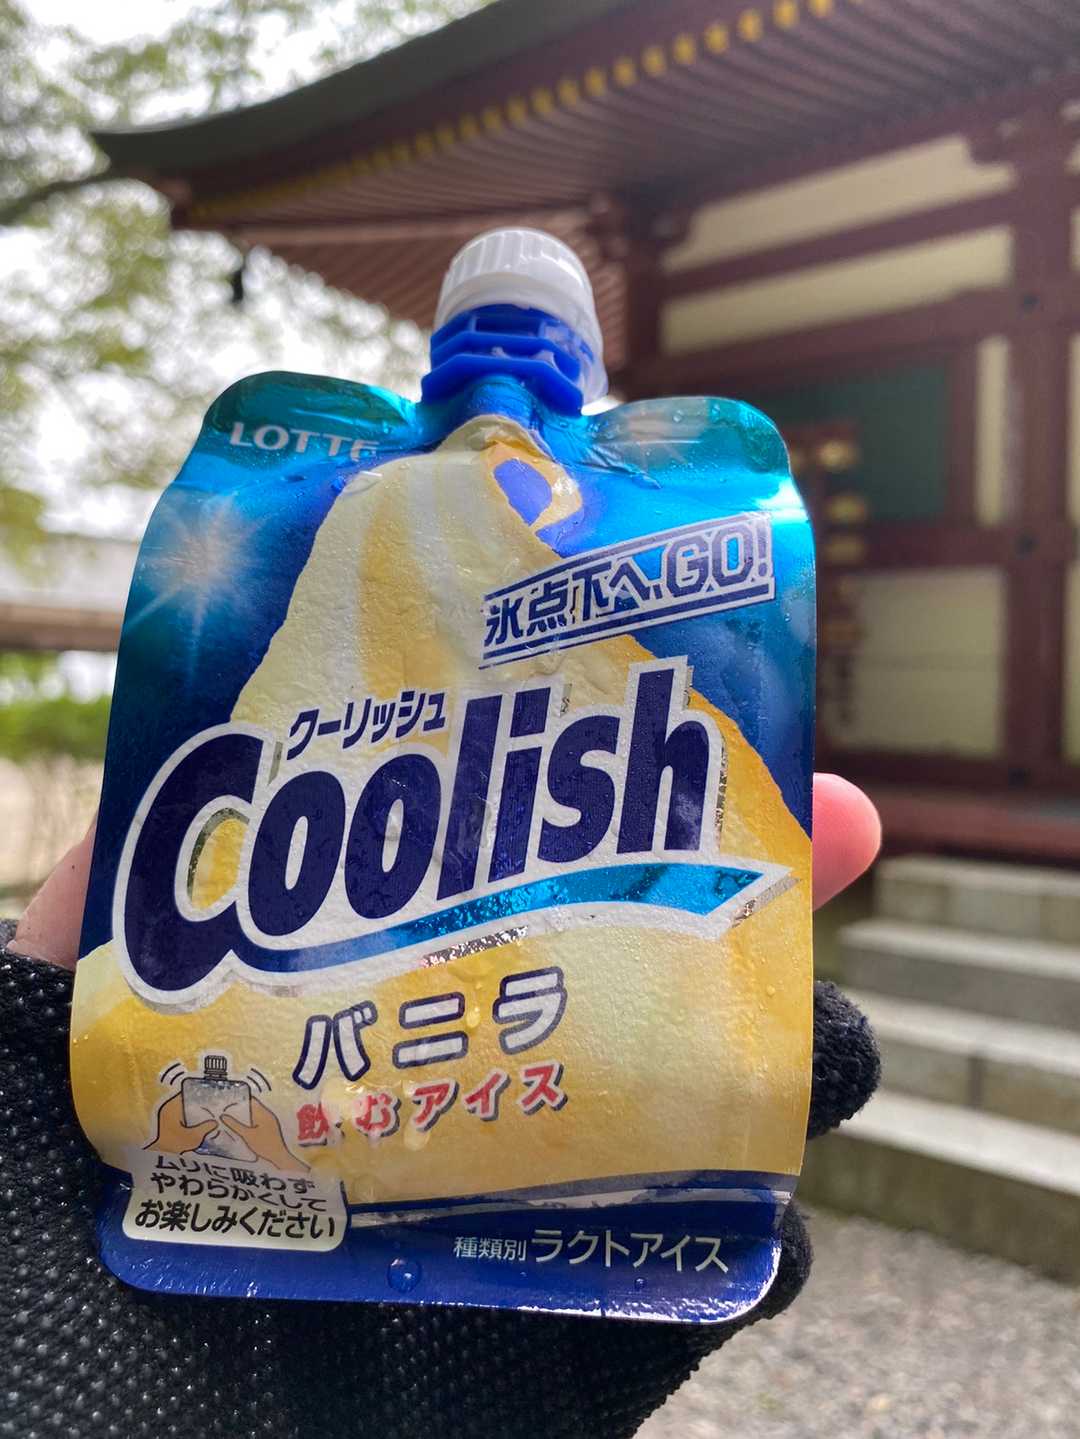 LOTTE
氷点下へ、GO!
クーリッシュ
Coolish
バニラ
飲むアイス
ムリに吸わず
やわらかくして
お楽しみください
種類別 ラクトアイス